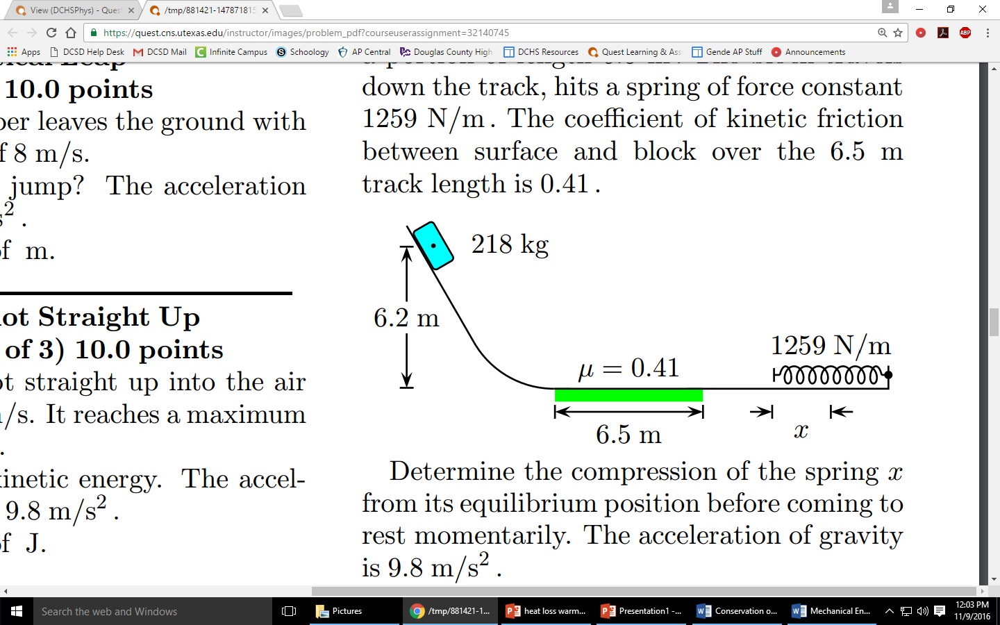 View (DCHSPhys) - Ques
/tmp/881421-147871815
https://quest.cns.utexas.edu/instructor/images/problem_pdf?courseuserassignment=32140745
ABP
Apps DCSD Help Desk DCSD Mail Infinite Campus Schoology AP Central Douglas County High DCHS Resources Quest Learning & Ass Gende AP Stuff Announcements
10.0 points
ber leaves the ground with
f 8 m/s.
jump? The acceleration
s² .
of m.
ot Straight Up
of 3) 10.0 points
ot straight up into the air
/s. It reaches a maximum
.
kinetic energy. The accel-
9.8 m/s² .
of J.
down the track, hits a spring of force constant
1259 N/m . The coefficient of kinetic friction
between surface and block over the 6.5 m
track length is 0.41 .
218 kg
6.2 m
1259 N/m
μ = 0.41
6.5 m
x
Determine the compression of the spring x
from its equilibrium position before coming to
rest momentarily. The acceleration of gravity
is 9.8 m/s² .
Search the web and Windows
Pictures
/tmp/881421-1...
heat loss warm...
Presentation1 -...
Conservation o...
Mechanical En...
12:03 PM
11/9/2016